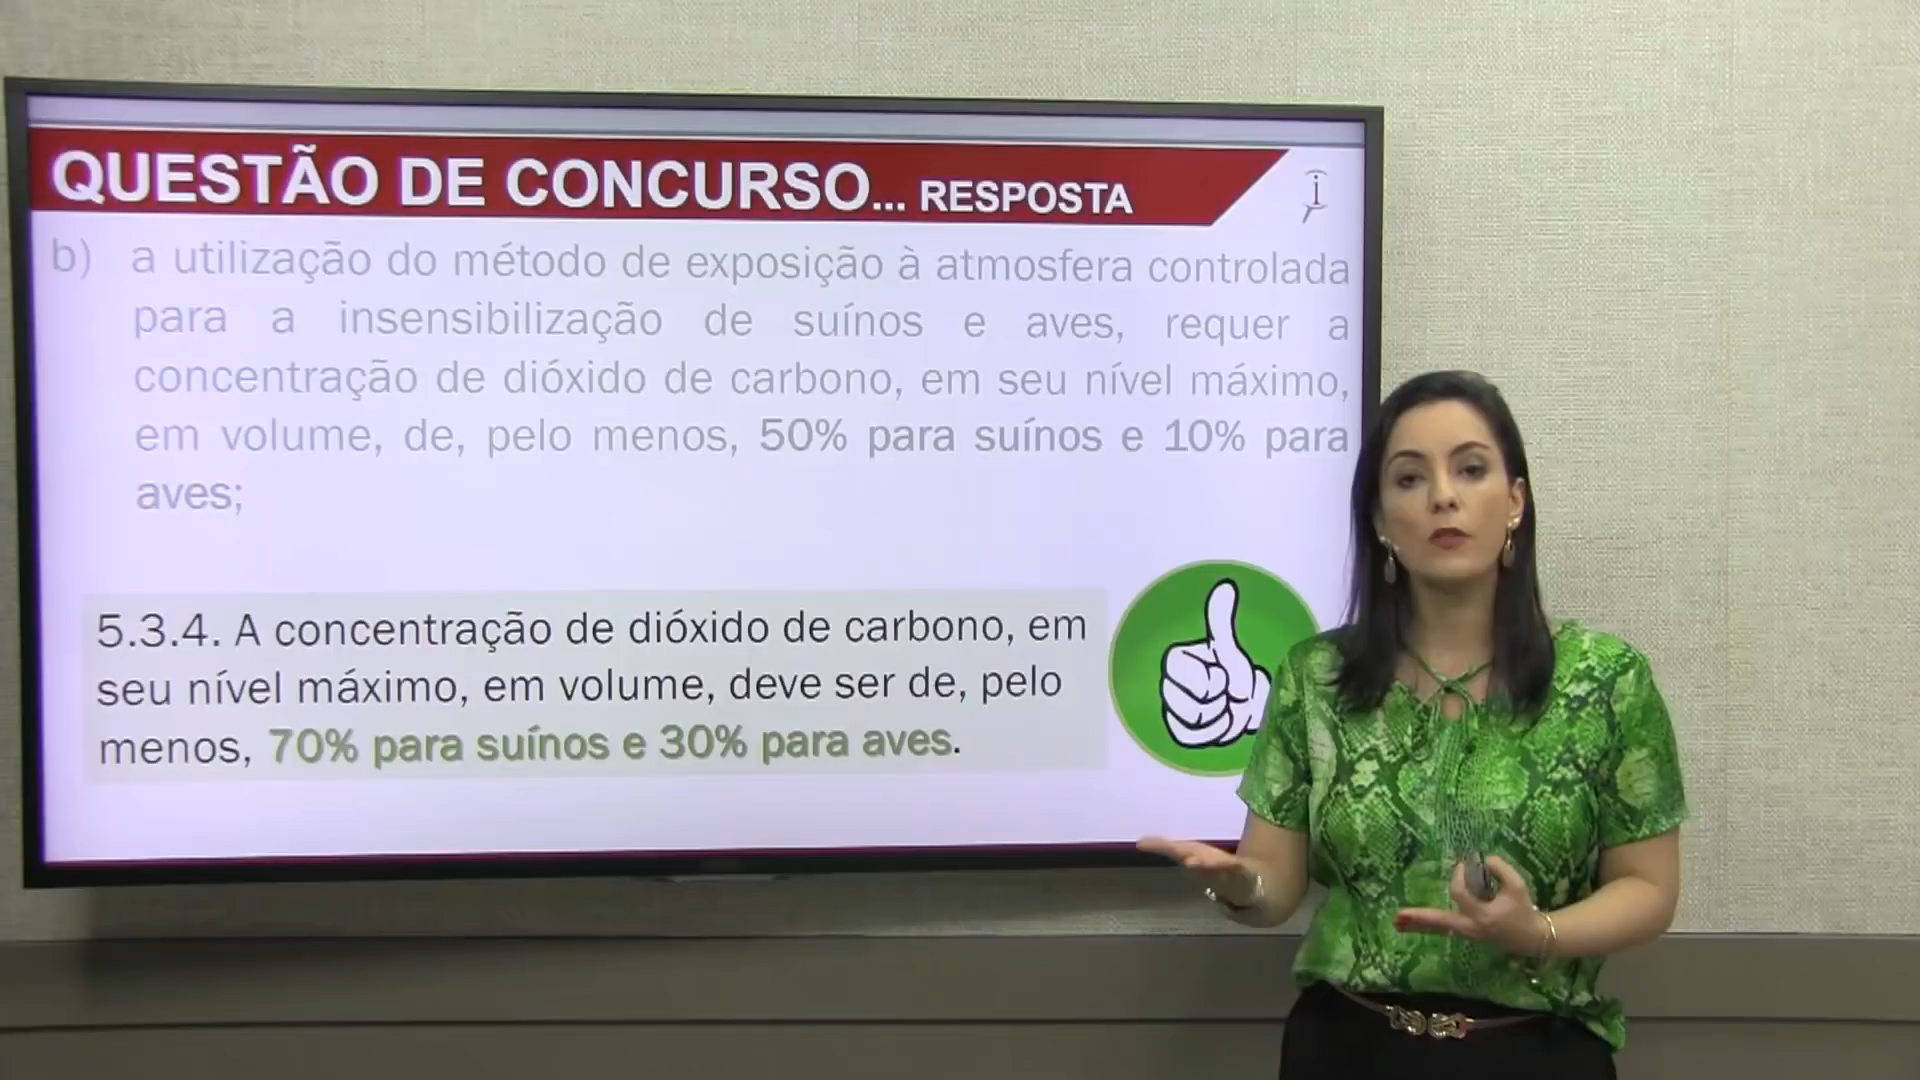 QUESTÃO DE CONCURSO... RESPOSTA
b) a utilização do método de exposição à atmosfera controlada
para a insensibilização de suínos e aves, requer a
concentração de dióxido de carbono, em seu nível máximo,
em volume, de, pelo menos, 50% para suínos e 10% para
aves;
5.3.4. A concentração de dióxido de carbono, em
seu nível máximo, em volume, deve ser de, pelo
menos, 70% para suínos e 30% para aves.